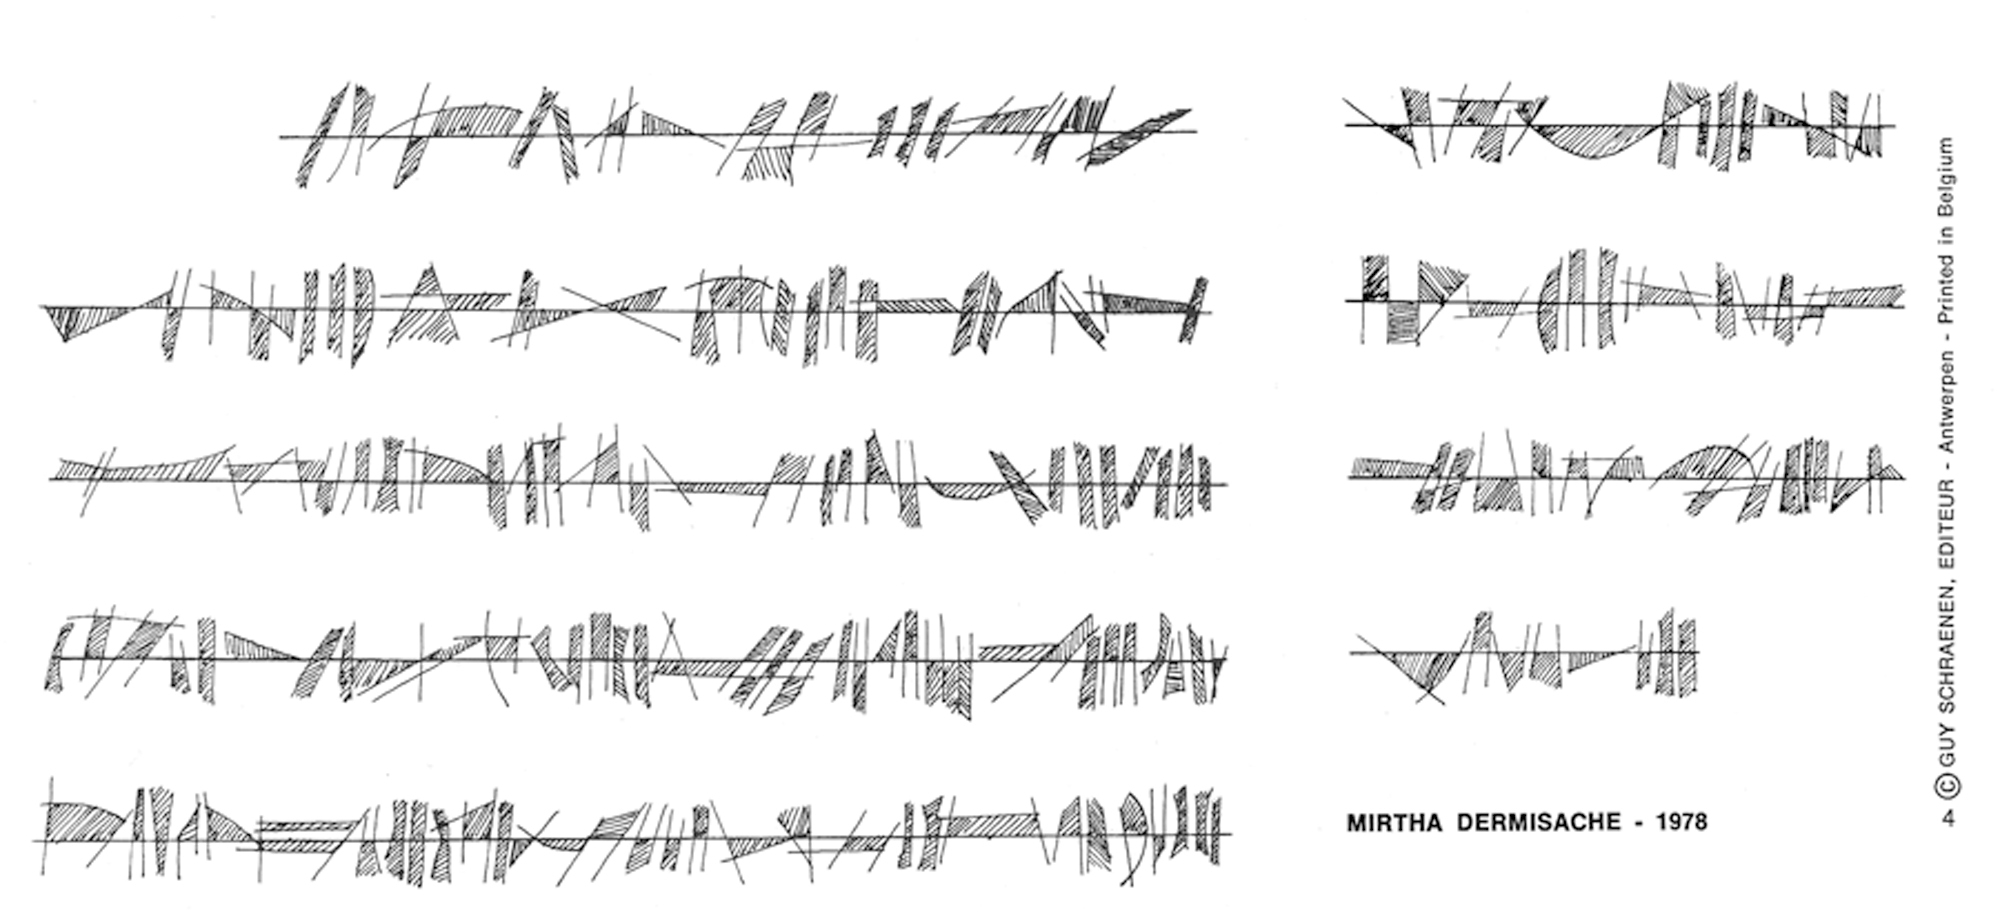 MIRTHA DERMISACHE - 1978
4 © GUY SCHRAENEN, EDITEUR - Antwerpen - Printed in Belgium